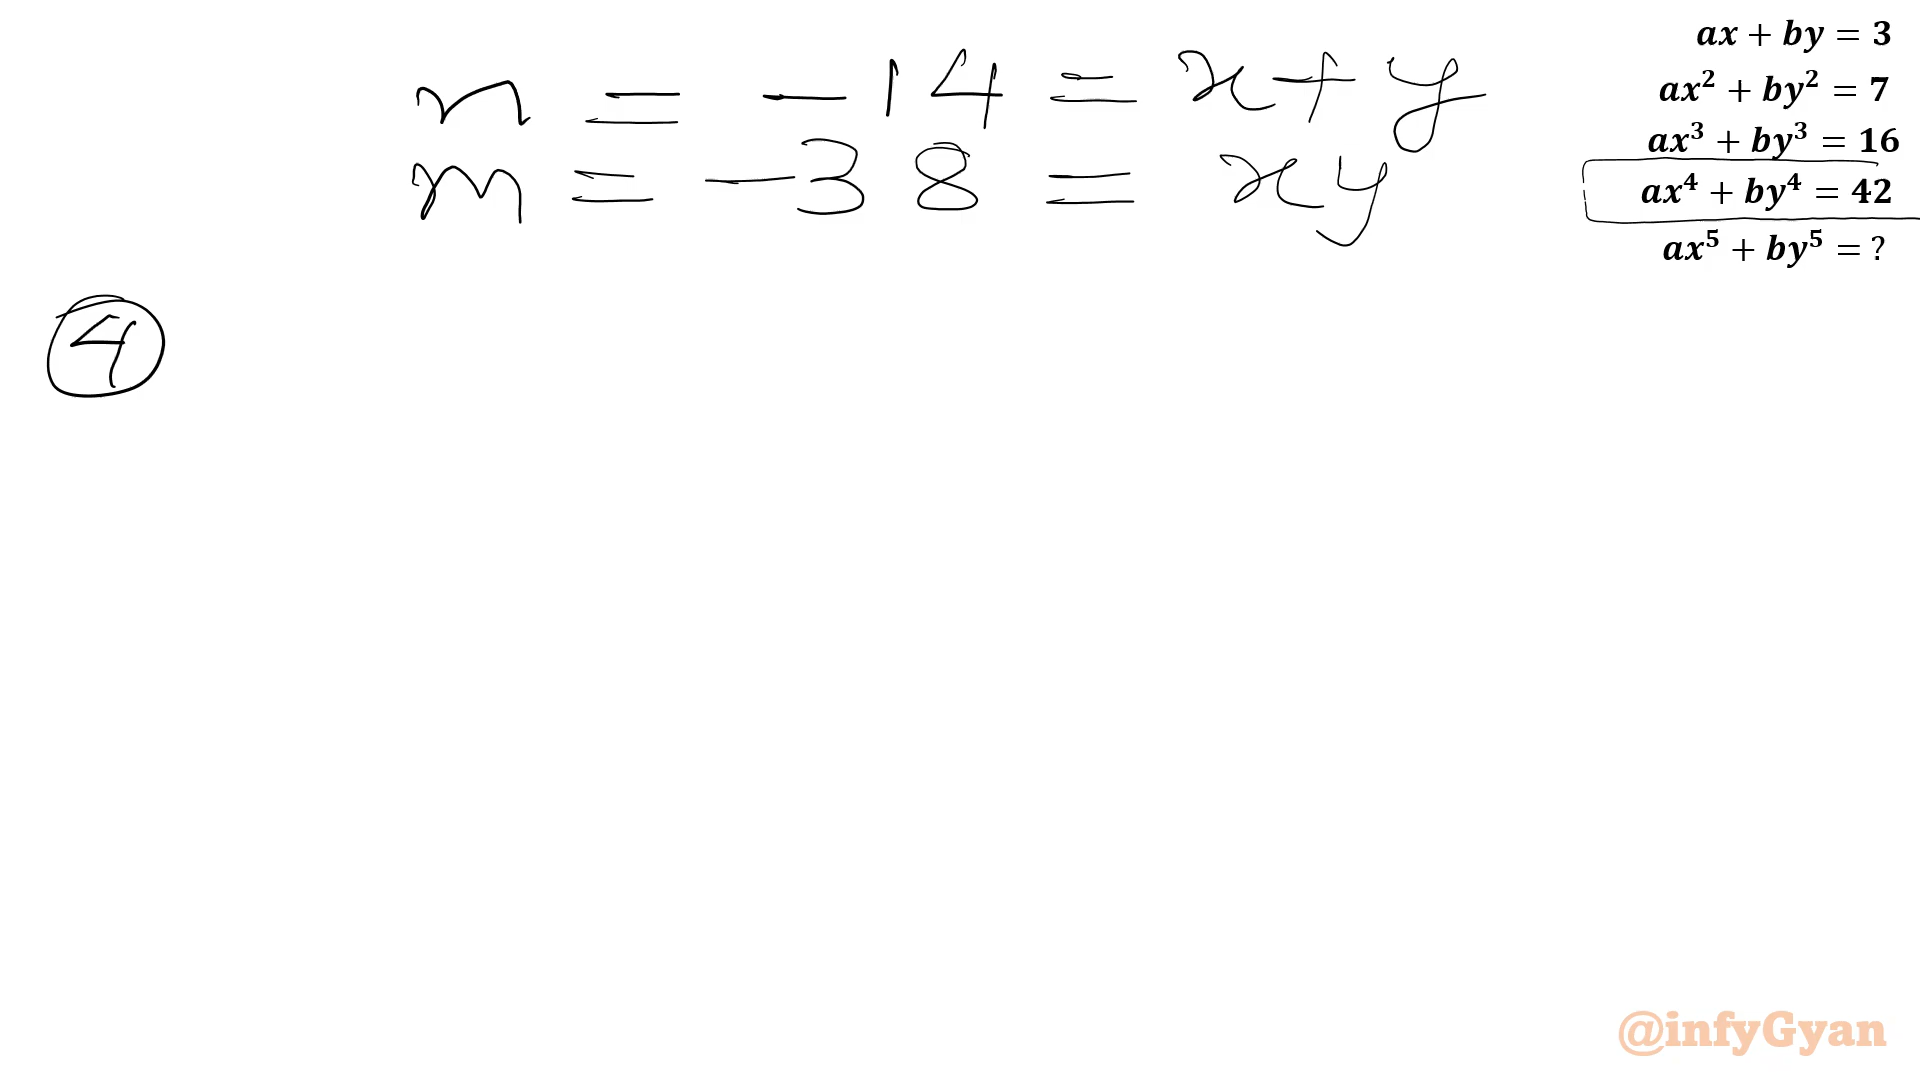 n = -14 = x + y
m = -38 = xy
ax + by = 3
ax² + by² = 7
ax³ + by³ = 16
ax⁴ + by⁴ = 42
ax⁵ + by⁵ = ?
4
@infyGyan